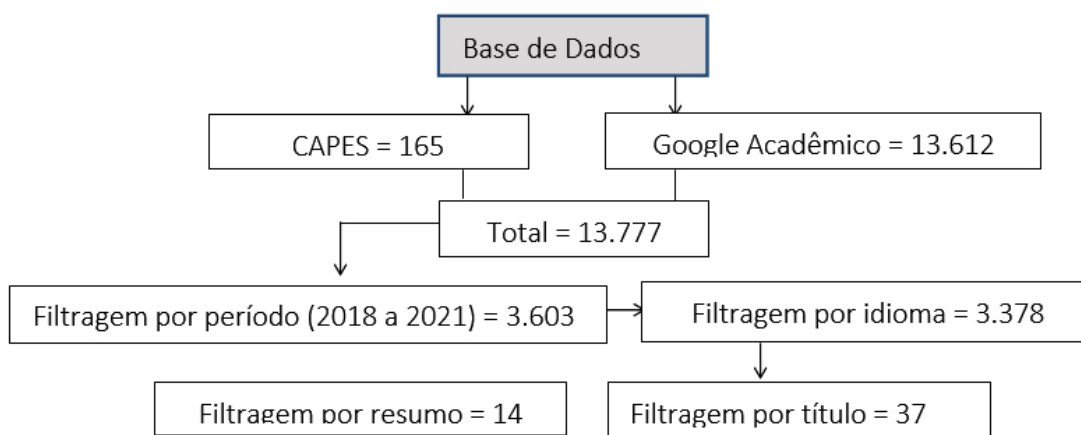 Base de Dados
CAPES = 165
Google Acadêmico = 13.612
Total = 13.777
Filtragem por período (2018 a 2021) = 3.603
Filtragem por idioma = 3.378
Filtragem por resumo = 14
Filtragem por título = 37